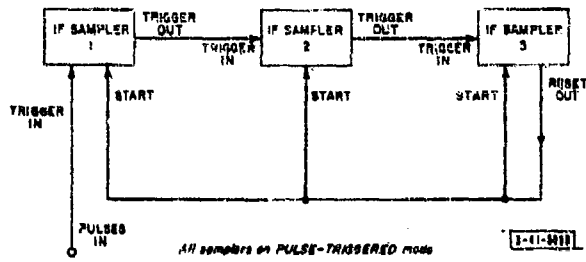 IF SAMPLER
1
TRIGGER
OUT
TRIGGER
IN
IF SAMPLER
2
TRIGGER
OUT
TRIGGER
IN
IF SAMPLER
3
TRIGGER
IN
START
START
START
RESET
OUT
PULSES
IN
All samplers on PULSE-TRIGGERED mode